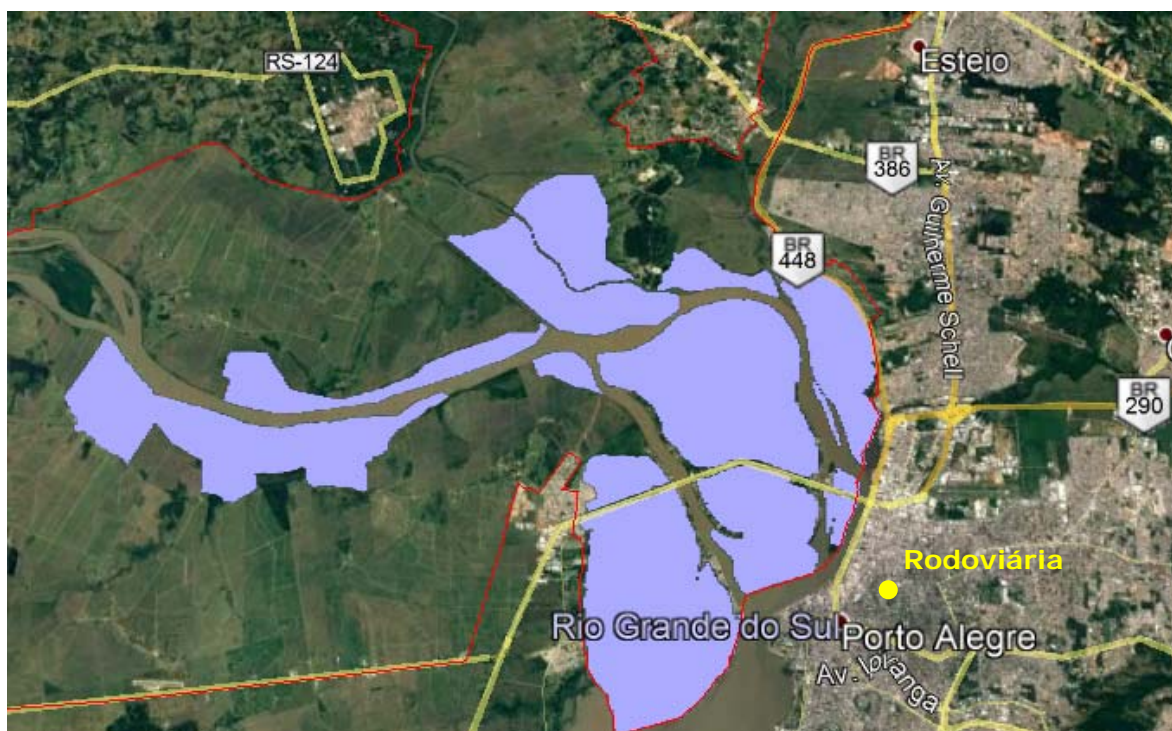 RS-124
Esteio
BR
386
Av. Guilherme Schell
BR
448
BR
290
Rodoviária
Rio Grande do Sul
Porto Alegre
Av. Ipiranga